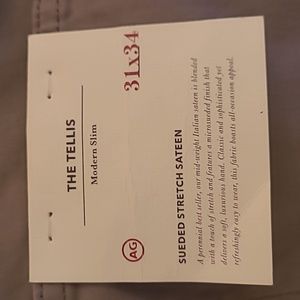 THE TELLIS
Modern Slim
31x34
AG
SUEDED STRETCH SATEEN
A perennial best seller, our mid-weight Italian sateen is blended
with a touch of stretch and features a microsueded finish that
delivers a soft, luxurious hand. Classic and sophisticated yet
refreshingly easy to wear, this fabric boasts all-occasion appeal.